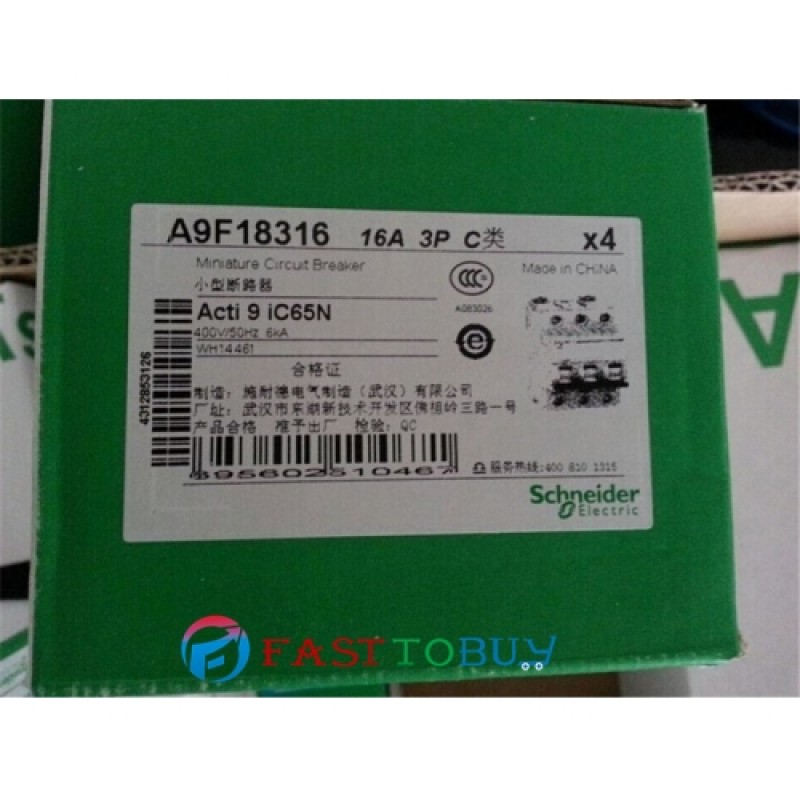 A9F18316 16A 3P C类 x4
Miniature Circuit Breaker
小型断路器
Made in CHINA
CCC
A083026
Acti 9 iC65N
400V/50Hz 6kA
WH14461
e
4312853126
合格证
制造: 施耐德电气制造(武汉)有限公司
厂址: 武汉市东湖新技术开发区佛祖岭三路一号
产品合格 准予出厂 检验: QC
服务热线:400 810 1315
Schneider
Electric
FASTTOBUY